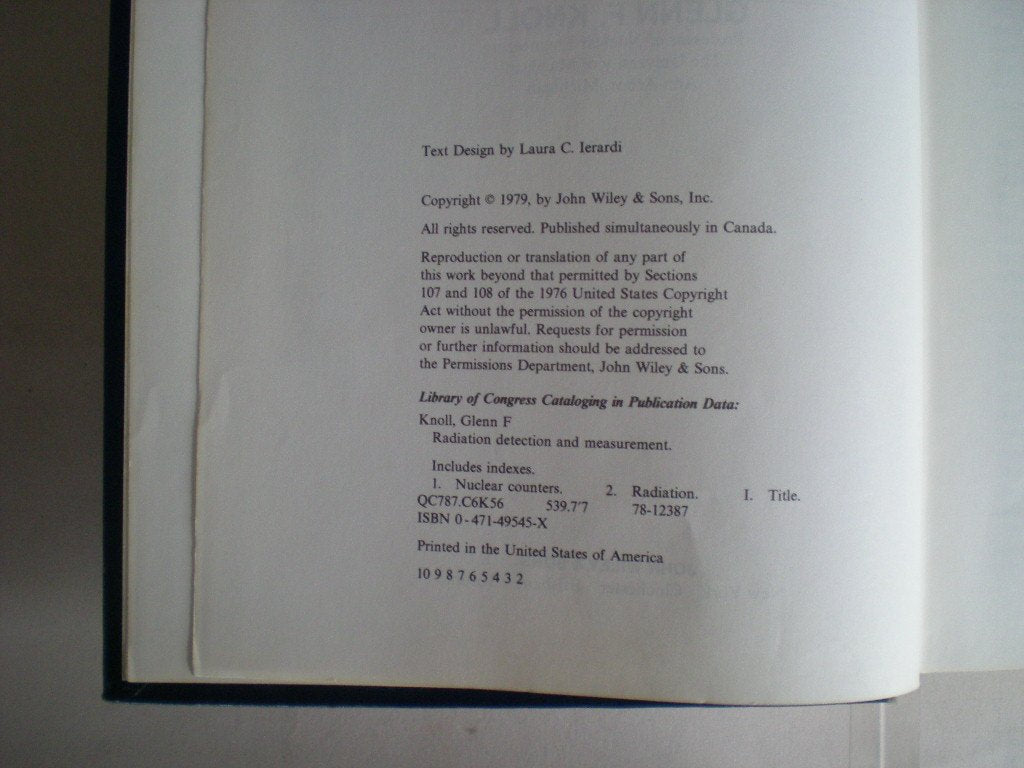 Text Design by Laura C. Ierardi
Copyright © 1979, by John Wiley & Sons, Inc.
All rights reserved. Published simultaneously in Canada.
Reproduction or translation of any part of
this work beyond that permitted by Sections
107 and 108 of the 1976 United States Copyright
Act without the permission of the copyright
owner is unlawful. Requests for permission
or further information should be addressed to
the Permissions Department, John Wiley & Sons.
Library of Congress Cataloging in Publication Data:
Knoll, Glenn F
Radiation detection and measurement.
Includes indexes.
1. Nuclear counters. 2. Radiation. I. Title.
QC787.C6K56 539.7'7 78-12387
ISBN 0-471-49545-X
Printed in the United States of America
10 9 8 7 6 5 4 3 2